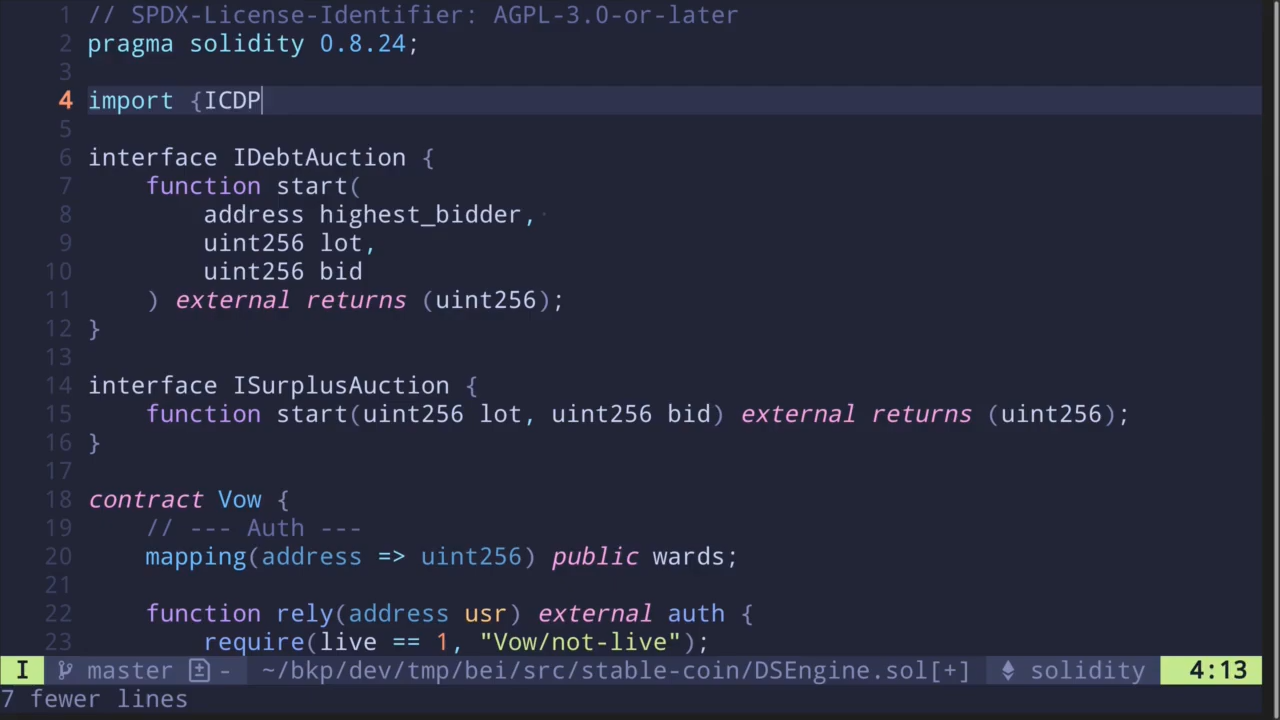 1 // SPDX-License-Identifier: AGPL-3.0-or-later
2 pragma solidity 0.8.24;
3
4 import {ICDP
5
6 interface IDebtAuction {
7     function start(
8         address highest_bidder,
9         uint256 lot,
10         uint256 bid
11     ) external returns (uint256);
12 }
13
14 interface ISurplusAuction {
15     function start(uint256 lot, uint256 bid) external returns (uint256);
16 }
17
18 contract Vow {
19     // --- Auth ---
20     mapping(address => uint256) public wards;
21
22     function rely(address usr) external auth {
23         require(live == 1, "Vow/not-live");
I master - ~/bkp/dev/tmp/bei/src/stable-coin/DSEngine.sol[+] solidity 4:13
7 fewer lines